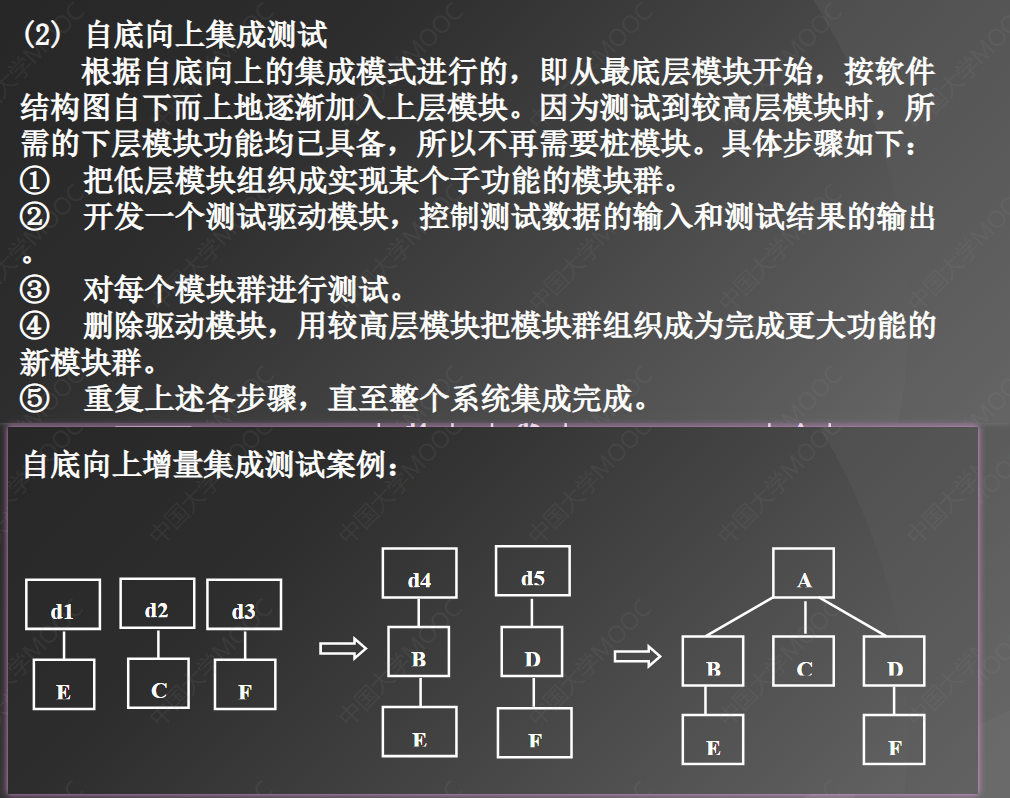 (2) 自底向上集成测试
根据自底向上的集成模式进行的，即从最底层模块开始，按软件
结构图自下而上地逐渐加入上层模块。因为测试到较高层模块时，所
需的下层模块功能均已具备，所以不再需要桩模块。具体步骤如下：
① 把低层模块组织成实现某个子功能的模块群。
② 开发一个测试驱动模块，控制测试数据的输入和测试结果的输出
。
③ 对每个模块群进行测试。
④ 删除驱动模块，用较高层模块把模块群组织成为完成更大功能的
新模块群。
⑤ 重复上述各步骤，直至整个系统集成完成。
自底向上增量集成测试案例：
d1 d2 d3
E C F
d4 d5
B D
E F
A
B C D
E F
中国大学MOOC